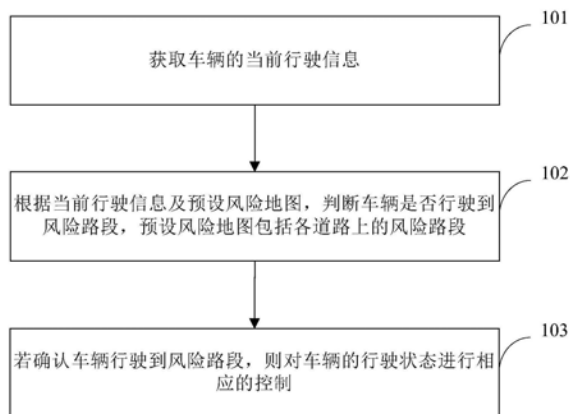 101
获取车辆的当前行驶信息
102
根据当前行驶信息及预设风险地图，判断车辆是否行驶到
风险路段，预设风险地图包括各道路上的风险路段
103
若确认车辆行驶到风险路段，则对车辆的行驶状态进行相
应的控制